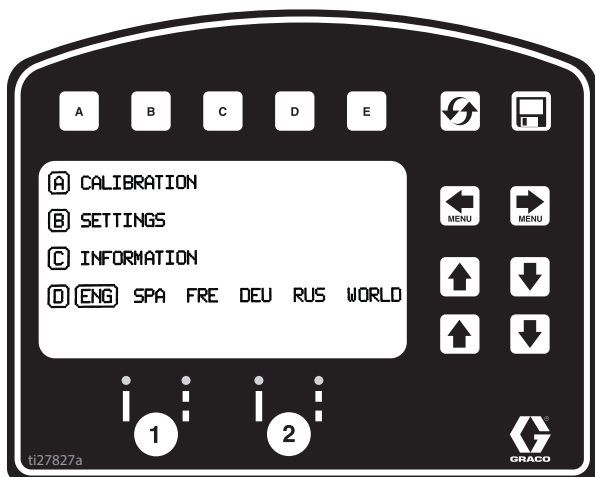 A B C D E
A CALIBRATION
B SETTINGS
C INFORMATION
D ENG SPA FRE DEU RUS WORLD
MENU MENU
1 2
ti27827a
GRACO